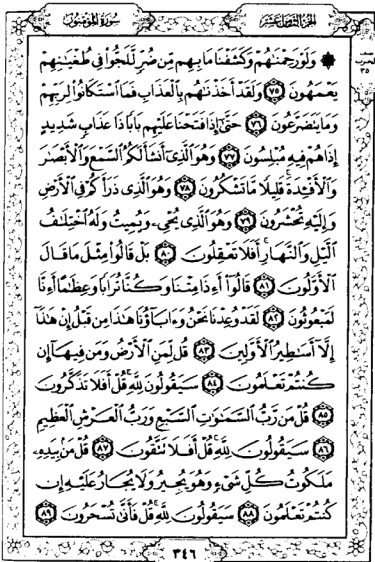 الجزء الثامن عشر
سورة المؤمنون
۞ وَلَوْ رَحِمْنَٰهُمْ وَكَشَفْنَا مَا بِهِم مِّن ضُرٍّ لَّلَجُّوا۟ فِى طُغْيَٰنِهِمْ
يَعْمَهُونَ ٧٥ وَلَقَدْ أَخَذْنَٰهُم بِٱلْعَذَابِ فَمَا ٱسْتَكَانُوا۟ لِرَبِّهِمْ
وَمَا يَتَضَرَّعُونَ ٧٦ حَتَّىٰٓ إِذَا فَتَحْنَا عَلَيْهِم بَابًا ذَا عَذَابٍ شَدِيدٍ
إِذَا هُمْ فِيهِ مُبْلِسُونَ ٧٧ وَهُوَ ٱلَّذِىٓ أَنشَأَ لَكُمُ ٱلسَّمْعَ وَٱلْأَبْصَٰرَ
وَٱلْأَفْـِٔدَةَ ۚ قَلِيلًا مَّا تَشْكُرُونَ ٧٨ وَهُوَ ٱلَّذِى ذَرَأَكُمْ فِى ٱلْأَرْضِ
وَإِلَيْهِ تُحْشَرُونَ ٧٩ وَهُوَ ٱلَّذِى يُحْىِۦ وَيُمِيتُ وَلَهُ ٱخْتِلَٰفُ
ٱلَّيْلِ وَٱلنَّهَارِ ۚ أَفَلَا تَعْقِلُونَ ٨٠ بَلْ قَالُوا۟ مِثْلَ مَا قَالَ
ٱلْأَوَّلُونَ ٨١ قَالُوٓا۟ أَءِذَا مِتْنَا وَكُنَّا تُرَابًا وَعِظَٰمًا أَءِنَّا
لَمَبْعُوثُونَ ٨٢ لَقَدْ وُعِدْنَا نَحْنُ وَءَابَآؤُنَا هَٰذَا مِن قَبْلُ إِنْ هَٰذَآ
إِلَّآ أَسَٰطِيرُ ٱلْأَوَّلِينَ ٨٣ قُل لِّمَنِ ٱلْأَرْضُ وَمَن فِيهَآ إِن
كُنتُمْ تَعْلَمُونَ ٨٤ سَيَقُولُونَ لِلَّهِ ۚ قُلْ أَفَلَا تَذَكَّرُونَ
٨٥ قُلْ مَن رَّبُّ ٱلسَّمَٰوَٰتِ ٱلسَّبْعِ وَرَبُّ ٱلْعَرْشِ ٱلْعَظِيمِ
٨٦ سَيَقُولُونَ لِلَّهِ ۚ قُلْ أَفَلَا تَتَّقُونَ ٨٧ قُلْ مَنۢ بِيَدِهِۦ
مَلَكُوتُ كُلِّ شَىْءٍ وَهُوَ يُجِيرُ وَلَا يُجَارُ عَلَيْهِ إِن
كُنتُمْ تَعْلَمُونَ ٨٨ سَيَقُولُونَ لِلَّهِ ۚ قُلْ فَأَنَّىٰ تُسْحَرُونَ ٨٩
٣٤٦